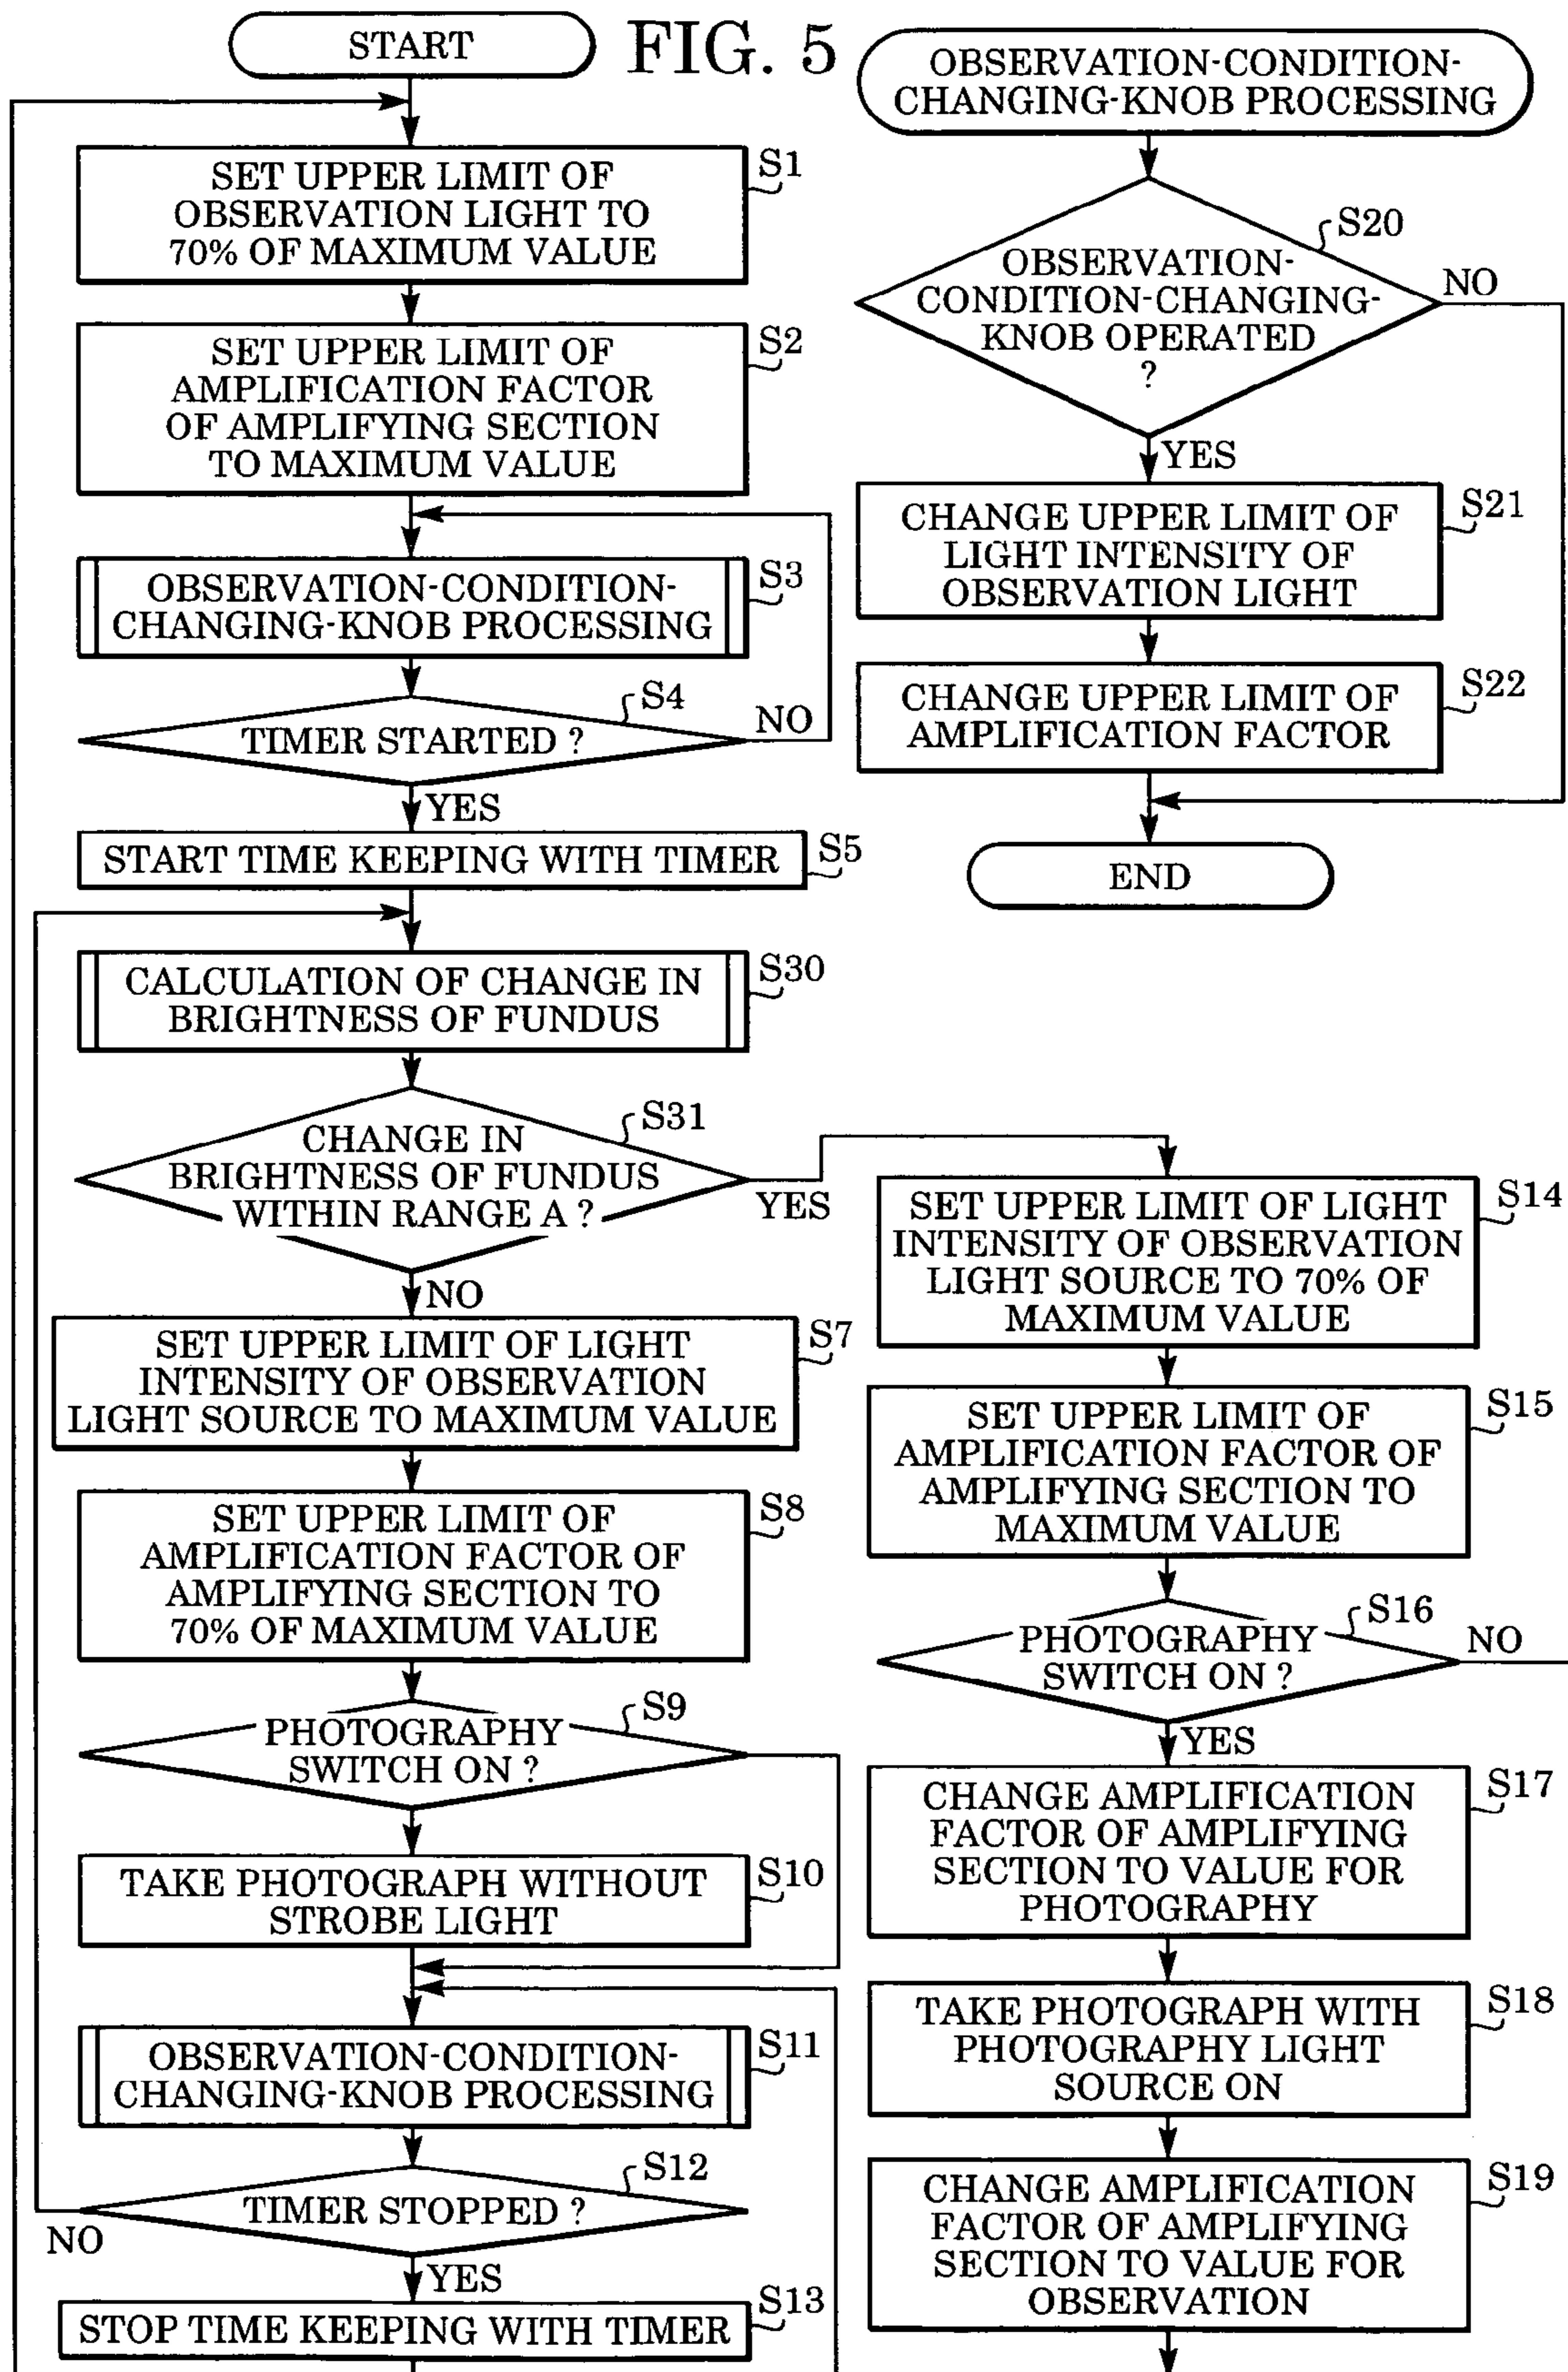 FIG. 5
START
S1
SET UPPER LIMIT OF
OBSERVATION LIGHT TO
70% OF MAXIMUM VALUE
S2
SET UPPER LIMIT OF
AMPLIFICATION FACTOR
OF AMPLIFYING SECTION
TO MAXIMUM VALUE
S3
OBSERVATION-CONDITION-
CHANGING-KNOB PROCESSING
S4
TIMER STARTED ?
NO
YES
START TIME KEEPING WITH TIMER
S5
S30
CALCULATION OF CHANGE IN
BRIGHTNESS OF FUNDUS
S31
CHANGE IN
BRIGHTNESS OF FUNDUS
WITHIN RANGE A ?
YES
NO
S7
SET UPPER LIMIT OF LIGHT
INTENSITY OF OBSERVATION
LIGHT SOURCE TO MAXIMUM VALUE
S8
SET UPPER LIMIT OF
AMPLIFICATION FACTOR OF
AMPLIFYING SECTION TO
70% OF MAXIMUM VALUE
S9
PHOTOGRAPHY
SWITCH ON ?
S10
TAKE PHOTOGRAPH WITHOUT
STROBE LIGHT
S11
OBSERVATION-CONDITION-
CHANGING-KNOB PROCESSING
S12
TIMER STOPPED ?
NO
YES
S13
STOP TIME KEEPING WITH TIMER
OBSERVATION-CONDITION-
CHANGING-KNOB PROCESSING
S20
OBSERVATION-
CONDITION-CHANGING-
KNOB OPERATED
?
NO
YES
S21
CHANGE UPPER LIMIT OF
LIGHT INTENSITY OF
OBSERVATION LIGHT
S22
CHANGE UPPER LIMIT OF
AMPLIFICATION FACTOR
END
S14
SET UPPER LIMIT OF LIGHT
INTENSITY OF OBSERVATION
LIGHT SOURCE TO 70% OF
MAXIMUM VALUE
S15
SET UPPER LIMIT OF
AMPLIFICATION FACTOR OF
AMPLIFYING SECTION TO
MAXIMUM VALUE
S16
PHOTOGRAPHY
SWITCH ON ?
NO
YES
S17
CHANGE AMPLIFICATION
FACTOR OF AMPLIFYING
SECTION TO VALUE FOR
PHOTOGRAPHY
S18
TAKE PHOTOGRAPH WITH
PHOTOGRAPHY LIGHT
SOURCE ON
S19
CHANGE AMPLIFICATION
FACTOR OF AMPLIFYING
SECTION TO VALUE FOR
OBSERVATION